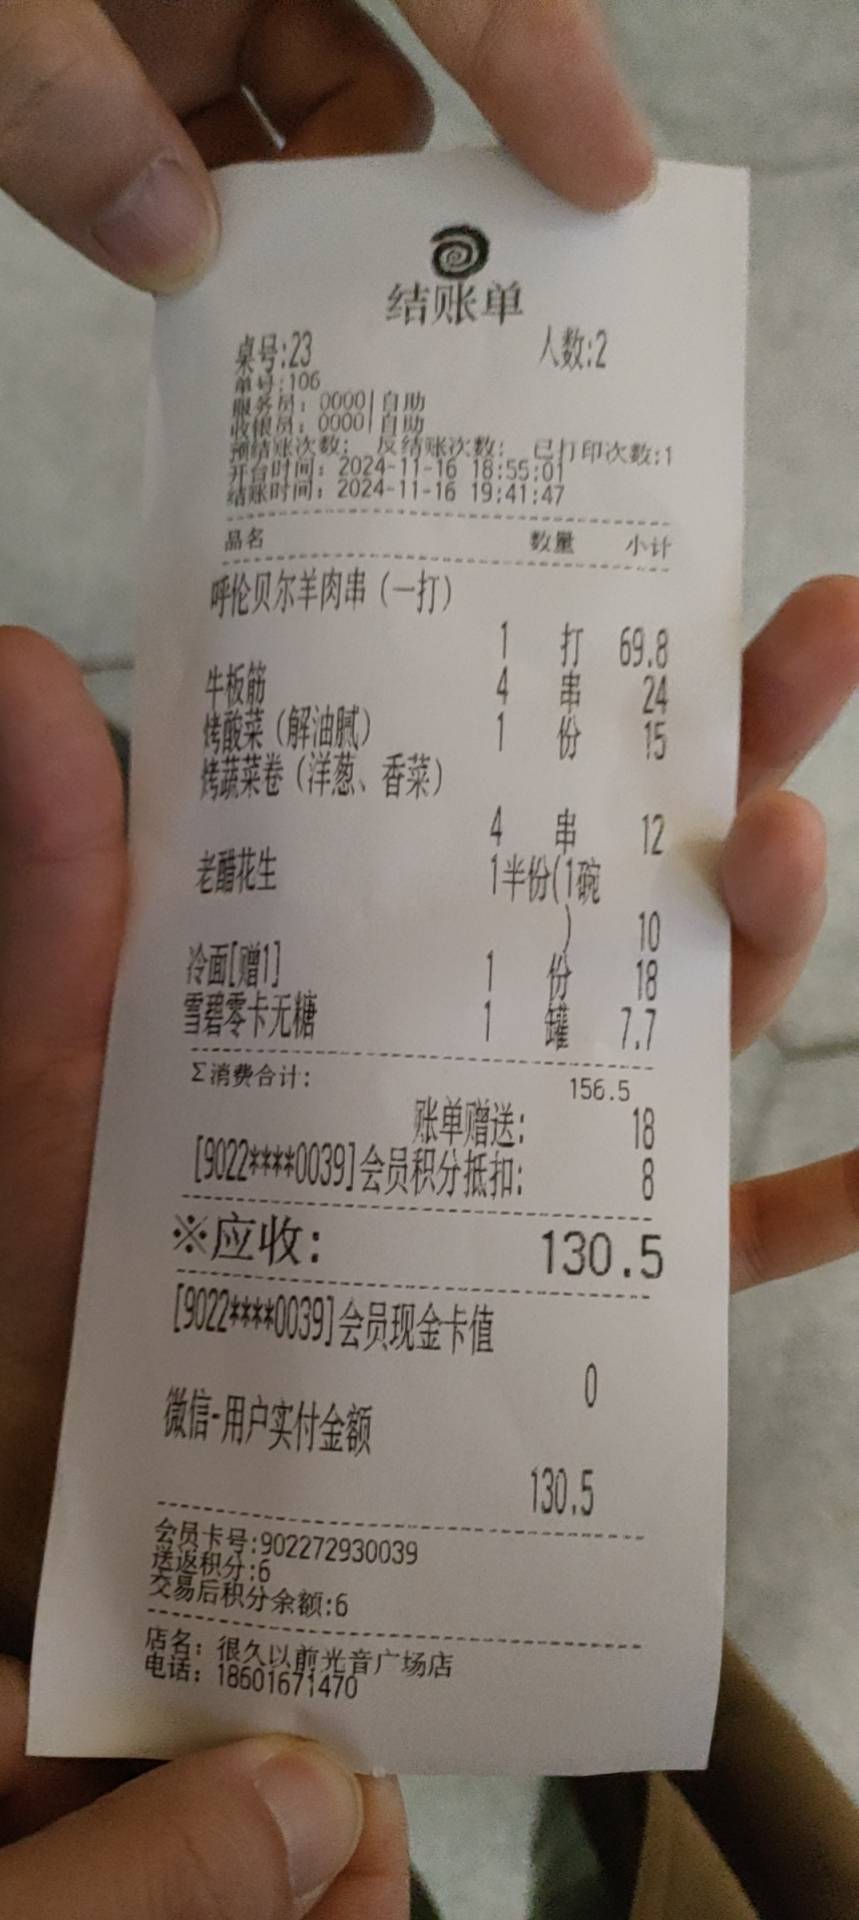 结账单
桌号:23 人数:2
单号:106
服务员: 0000| 自助
收银员: 0000| 自助
预结账次数: 反结账次数: 已打印次数:1
开台时间: 2024-11-16 18:55:01
结账时间: 2024-11-16 19:41:47
品名 数量 小计
呼伦贝尔羊肉串(一打)
1 打 69.8
牛板筋 4 串 24
烤酸菜(解油腻) 1 份 15
烤蔬菜卷(洋葱、香菜)
4 串 12
老醋花生 1半份(1碗
) 10
冷面[赠1] 1 份 18
雪碧零卡无糖 1 罐 7.7
Σ消费合计: 156.5
账单赠送: 18
[9022****0039]会员积分抵扣: 8
※应收: 130.5
[9022****0039]会员现金卡值
0
微信-用户实付金额
130.5
会员卡号:902272930039
送返积分:6
交易后积分余额:6
店名: 很久以前光音广场店
电话: 18601671470